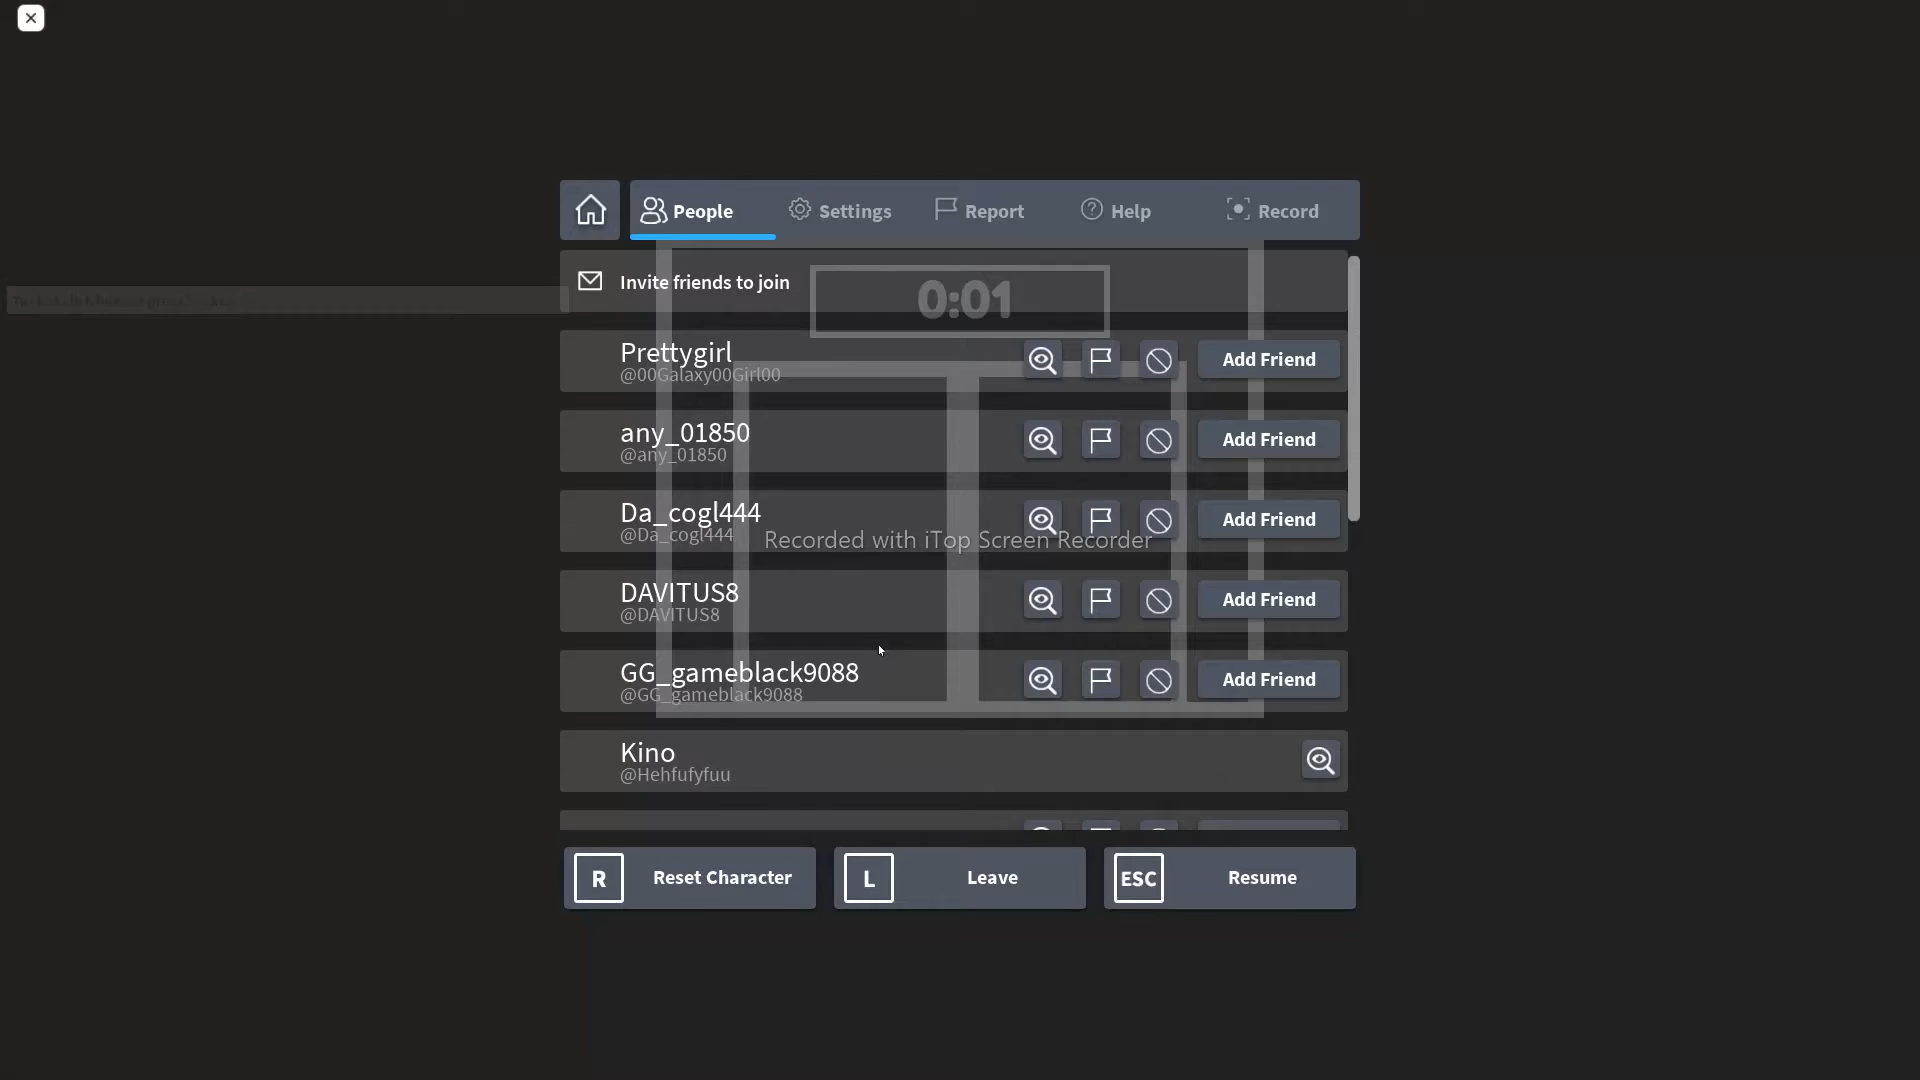 People
Settings
Report
Help
Record
Invite friends to join
0:01
Prettygirl
@00Galaxy00Girl00
Add Friend
any_01850
@any_01850
Add Friend
Da_cogl444
@Da_cogl444
Add Friend
Recorded with iTop Screen Recorder
DAVITUS8
@DAVITUS8
Add Friend
GG_gameblack9088
@GG_gameblack9088
Add Friend
Kino
@Hehfufyfuu
R Reset Character
L Leave
ESC Resume